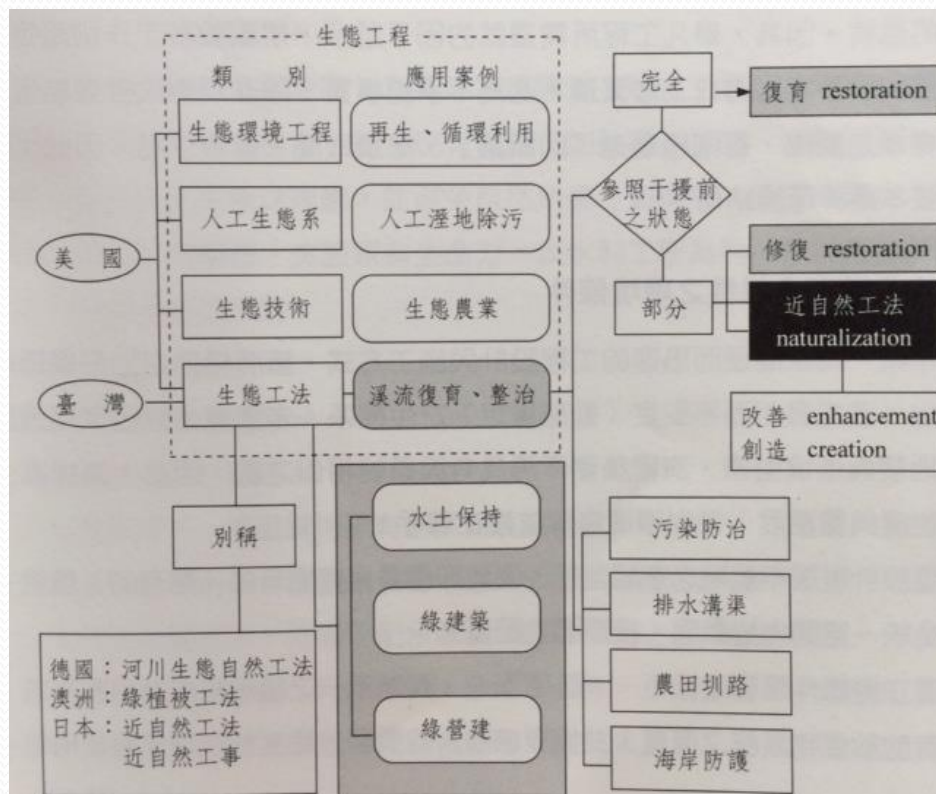 生態工程
類別
應用案例
生態環境工程
再生、循環利用
人工生態系
人工溼地除污
美國
生態技術
生態農業
臺灣
生態工法
溪流復育、整治
完全
復育 restoration
參照干擾前
之狀態
修復 restoration
部分
近自然工法
naturalization
改善 enhancement
創造 creation
別稱
水土保持
綠建築
綠營建
德國：河川生態自然工法
澳洲：綠植被工法
日本：近自然工法
近自然工事
污染防治
排水溝渠
農田圳路
海岸防護